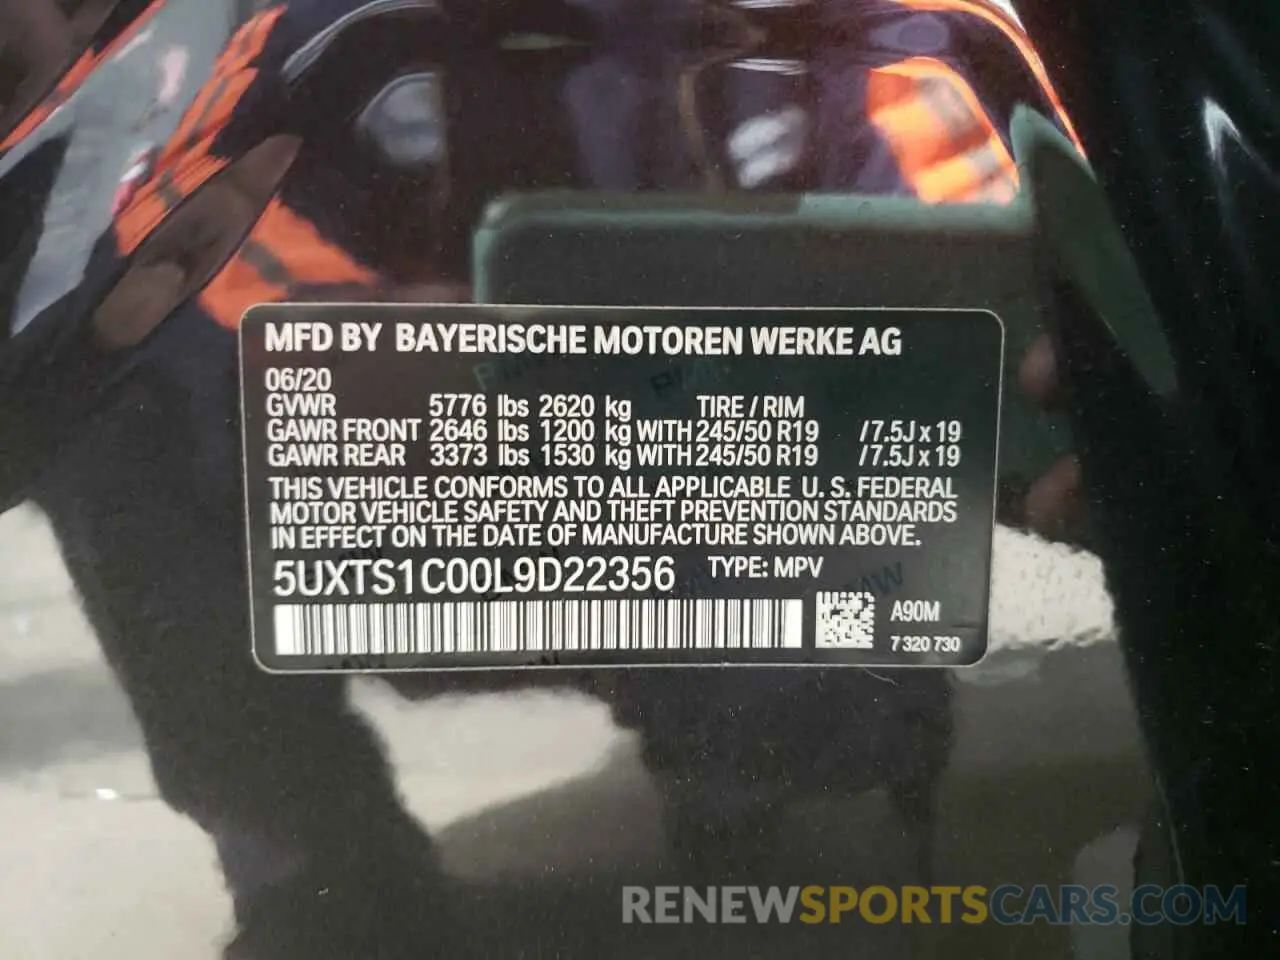 MFD BY BAYERISCHE MOTOREN WERKE AG
06/20
GVWR 5776 lbs 2620 kg TIRE / RIM
GAWR FRONT 2646 lbs 1200 kg WITH 245/50 R19 /7.5J x 19
GAWR REAR 3373 lbs 1530 kg WITH 245/50 R19 /7.5J x 19
THIS VEHICLE CONFORMS TO ALL APPLICABLE U. S. FEDERAL
MOTOR VEHICLE SAFETY AND THEFT PREVENTION STANDARDS
IN EFFECT ON THE DATE OF MANUFACTURE SHOWN ABOVE.
5UXTS1C00L9D22356 TYPE: MPV
A90M
7 320 730
RENEWSPORTSCARS.COM